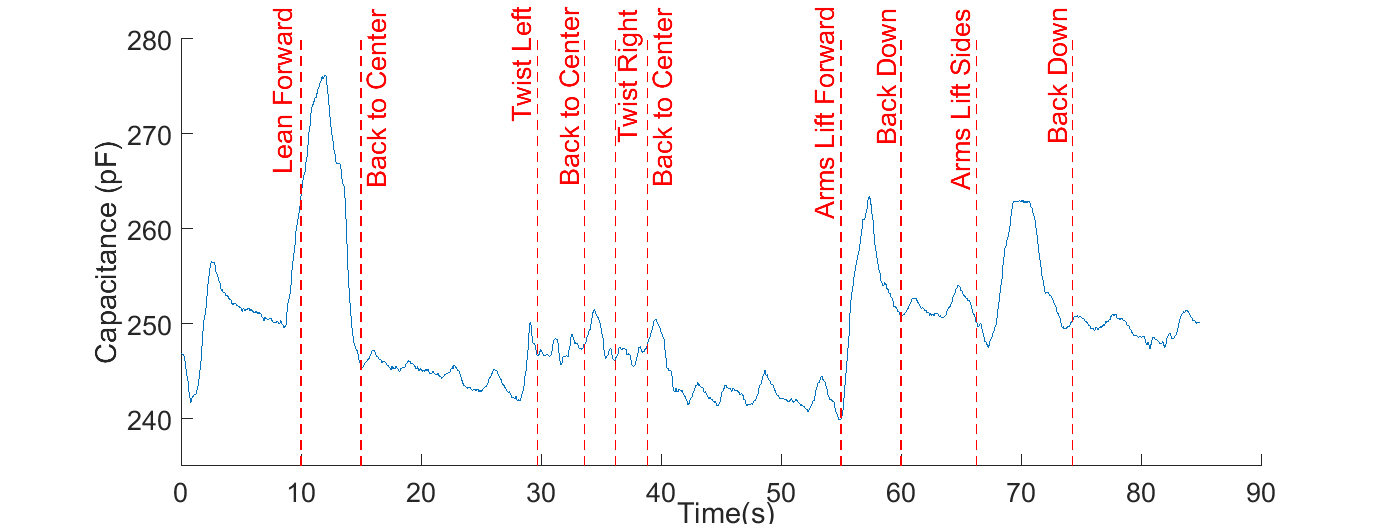 Lean Forward
Back to Center
Twist Left
Back to Center
Twist Right
Back to Center
Arms Lift Forward
Back Down
Arms Lift Sides
Back Down
Capacitance (pF)
280
270
260
250
240
0 10 20 30 40 50 60 70 80 90
Time(s)